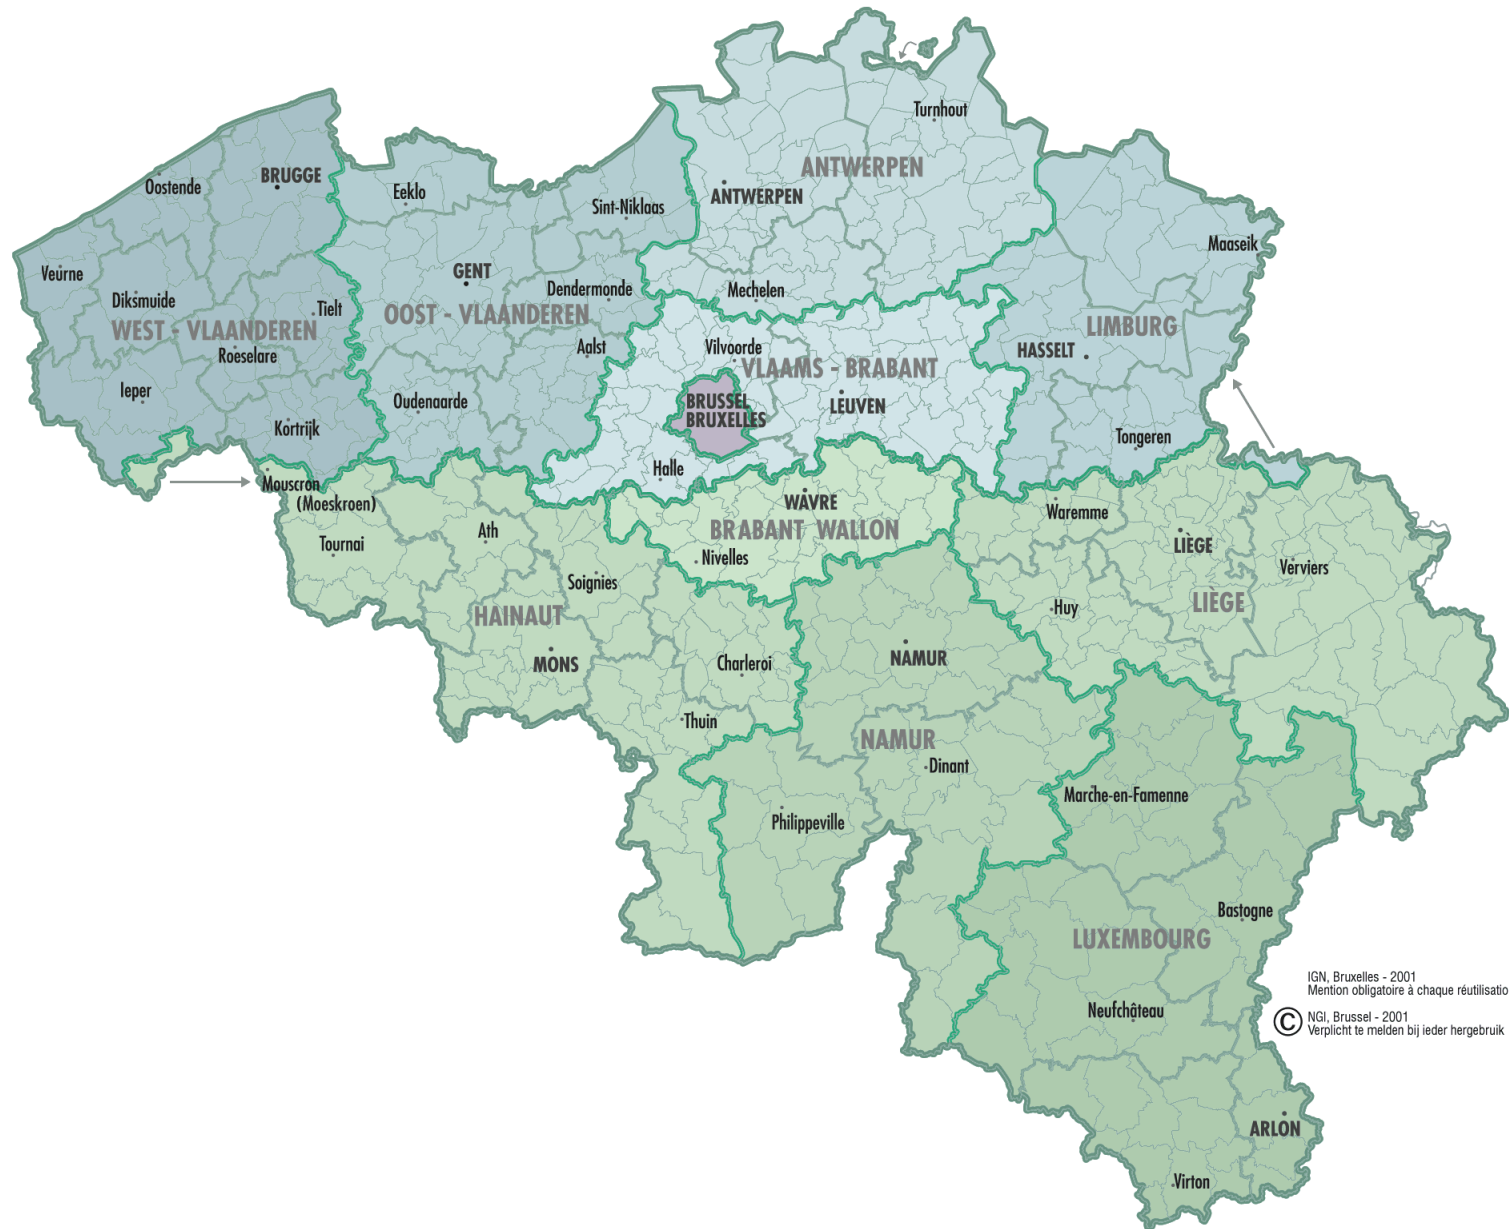 Turnhout
ANTWERPEN
ANTWERPEN
Oostende
BRUGGE
Eeklo
Sint-Niklaas
Maaseik
Veurne
Diksmuide
Tielt
WEST - VLAANDEREN
Roeselare
Ieper
Kortrijk
GENT
Dendermonde
OOST - VLAANDEREN
Aalst
Oudenaarde
Mechelen
Vilvoorde
VLAAMS - BRABANT
BRUSSEL
BRUXELLES
LEUVEN
Halle
LIMBURG
HASSELT
Tongeren
Mouscron
(Moeskroen)
Tournai
Ath
Soignies
HAINAUT
MONS
Charleroi
Thuin
WAVRE
BRABANT WALLON
Nivelles
Waremme
LIÈGE
Verviers
Huy
LIÈGE
NAMUR
NAMUR
Dinant
Philippeville
Marche-en-Famenne
Bastogne
LUXEMBOURG
Neufchâteau
ARLON
Virton
IGN, Bruxelles - 2001
Mention obligatoire à chaque réutilisatio
© NGI, Brussel - 2001
Verplicht te melden bij ieder hergebruik